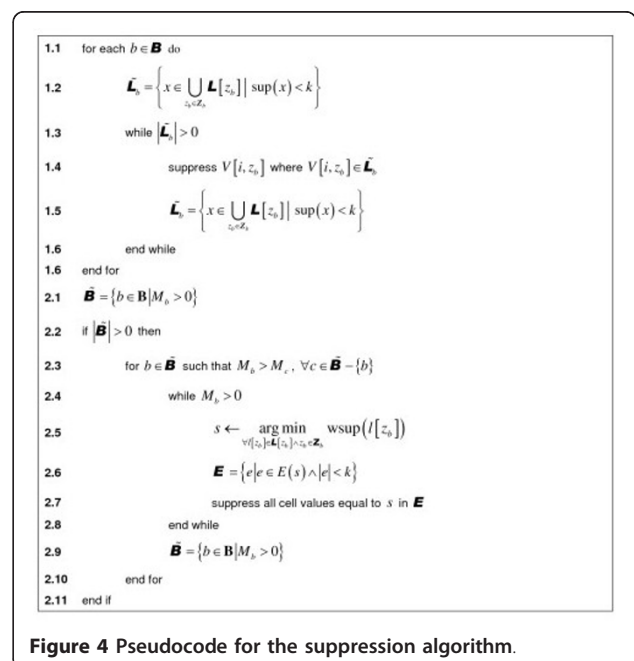 1.1 for each b ∈ B do
1.2 L̃_b = { x ∈ ⋃_{z_b∈Z_b} L[z_b] | sup(x) < k }
1.3 while |L̃_b| > 0
1.4 suppress V[i, z_b] where V[i, z_b] ∈ L̃_b
1.5 L̃_b = { x ∈ ⋃_{z_b∈Z_b} L[z_b] | sup(x) < k }
1.6 end while
1.6 end for
2.1 B̃ = {b ∈ B | M_b > 0}
2.2 if |B̃| > 0 then
2.3 for b ∈ B̃ such that M_b > M_c, ∀c ∈ B̃ − {b}
2.4 while M_b > 0
2.5 s ← arg min_{∀l[z_b]∈L[z_b]∧z_b∈Z_b} wsup(l[z_b])
2.6 E = {e | e ∈ E(s) ∧ |e| < k}
2.7 suppress all cell values equal to s in E
2.8 end while
2.9 B̃ = {b ∈ B | M_b > 0}
2.10 end for
2.11 end if
Figure 4 Pseudocode for the suppression algorithm.